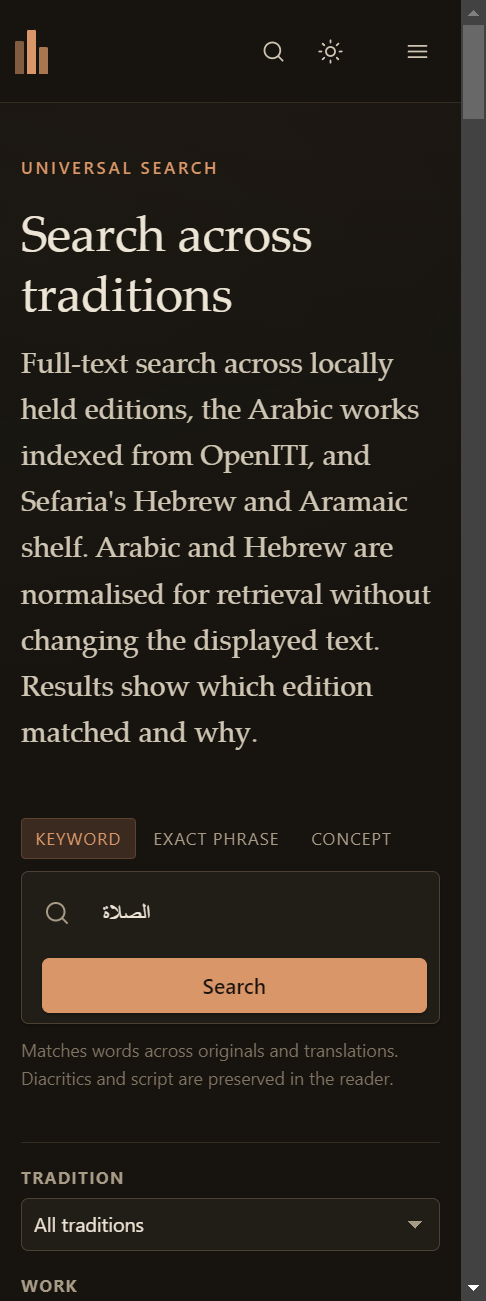 UNIVERSAL SEARCH
Search across
traditions
Full-text search across locally
held editions, the Arabic works
indexed from OpenITI, and
Sefaria's Hebrew and Aramaic
shelf. Arabic and Hebrew are
normalised for retrieval without
changing the displayed text.
Results show which edition
matched and why.
KEYWORD EXACT PHRASE CONCEPT
الصلاة
Search
Matches words across originals and translations.
Diacritics and script are preserved in the reader.
TRADITION
All traditions
WORK